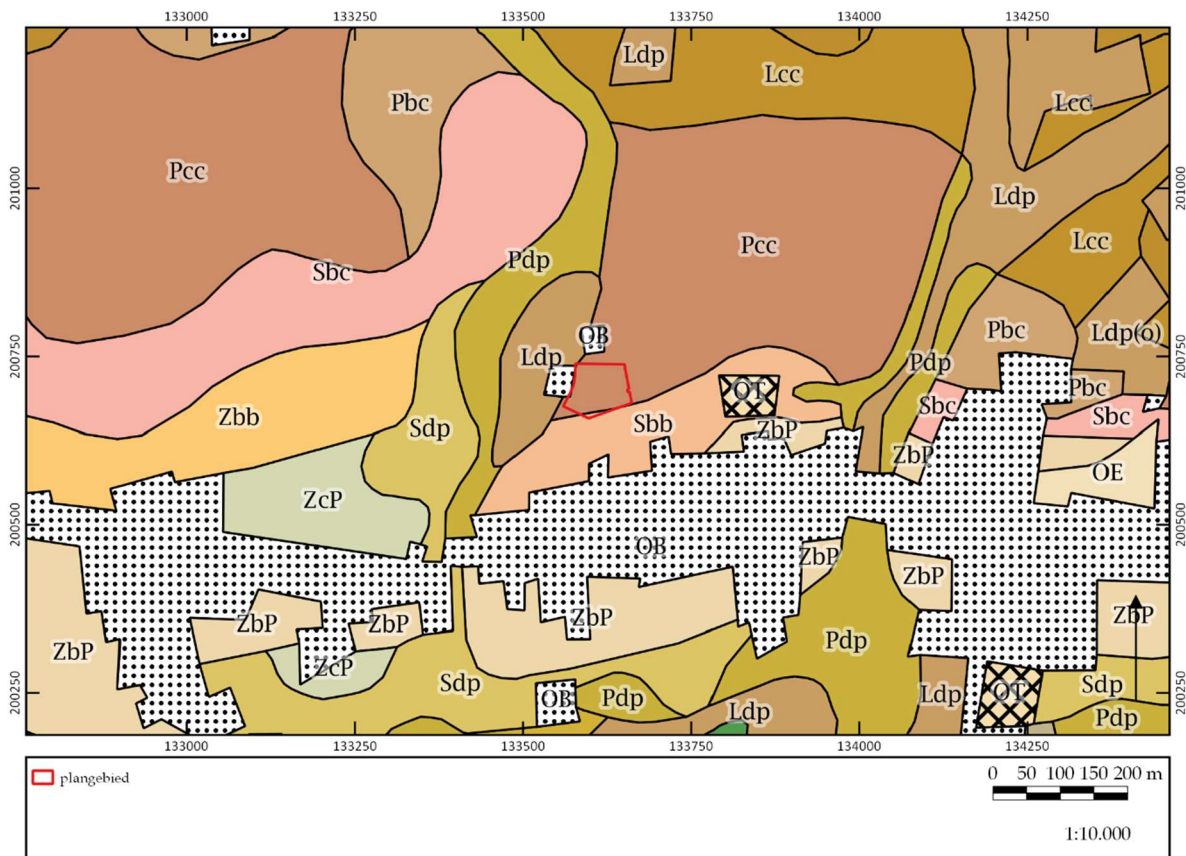 133000 133250 133500 133750 134000 134250
Ldp
Lcc
Pbc
Lcc
Pcc
201000
201000
Ldp
Pcc
Lcc
Pdp
Sbc
Pbc
Ldp(o)
OB
200750
200750
Ldp
Pdp
Pbc
OT
Sbc
Sbc
Zbb
Sdp
Sbb
ZbP
ZbP
OE
ZcP
200500
200500
OB
ZbP
ZbP
ZbP
ZbP
ZbP
ZbP
Pdp
ZbP
ZcP
Sdp
OB
Pdp
Ldp
Ldp
OT
Sdp
Pdp
200250
200250
133000 133250 133500 133750 134000 134250
plangebied
0 50 100 150 200 m
1:10.000